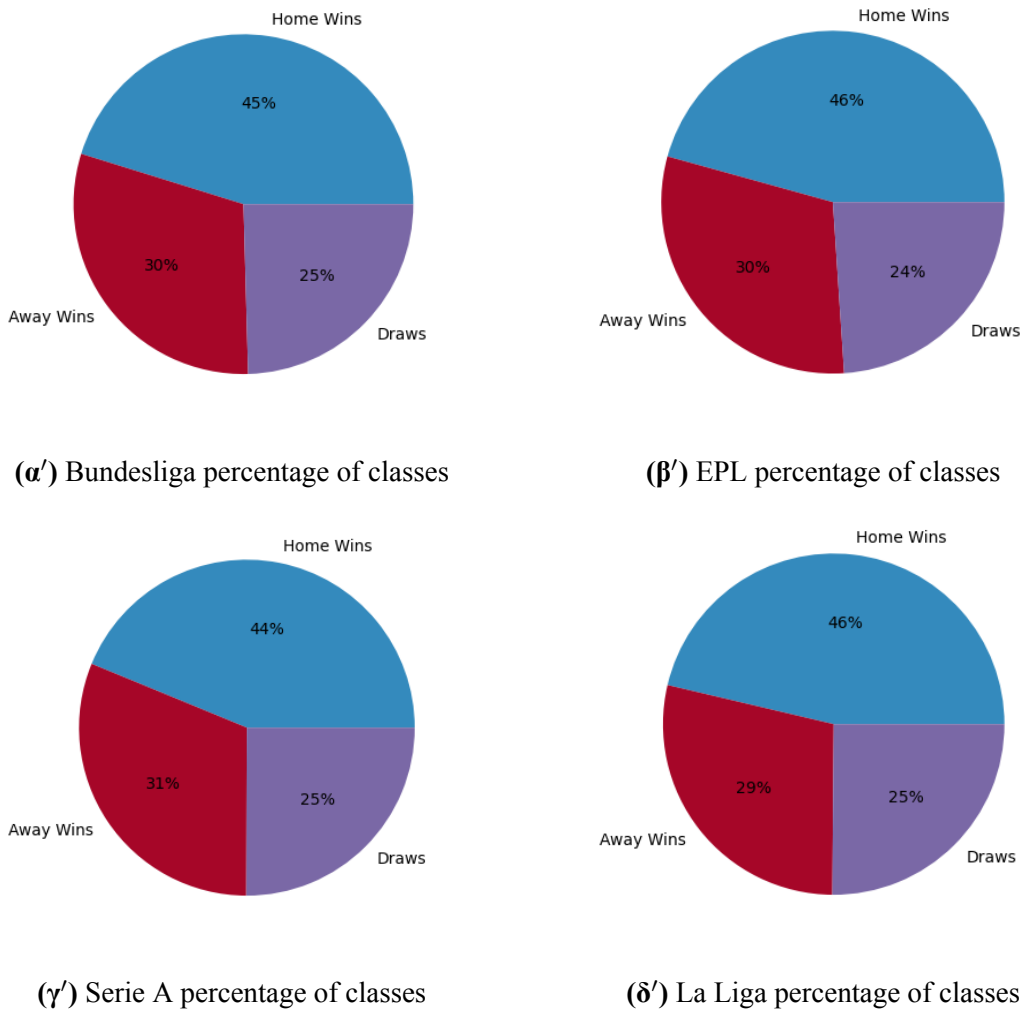 Home Wins
45%
30%
25%
Away Wins
Draws
(α′) Bundesliga percentage of classes
Home Wins
46%
30%
24%
Away Wins
Draws
(β′) EPL percentage of classes
Home Wins
44%
31%
25%
Away Wins
Draws
(γ′) Serie A percentage of classes
Home Wins
46%
29%
25%
Away Wins
Draws
(δ′) La Liga percentage of classes